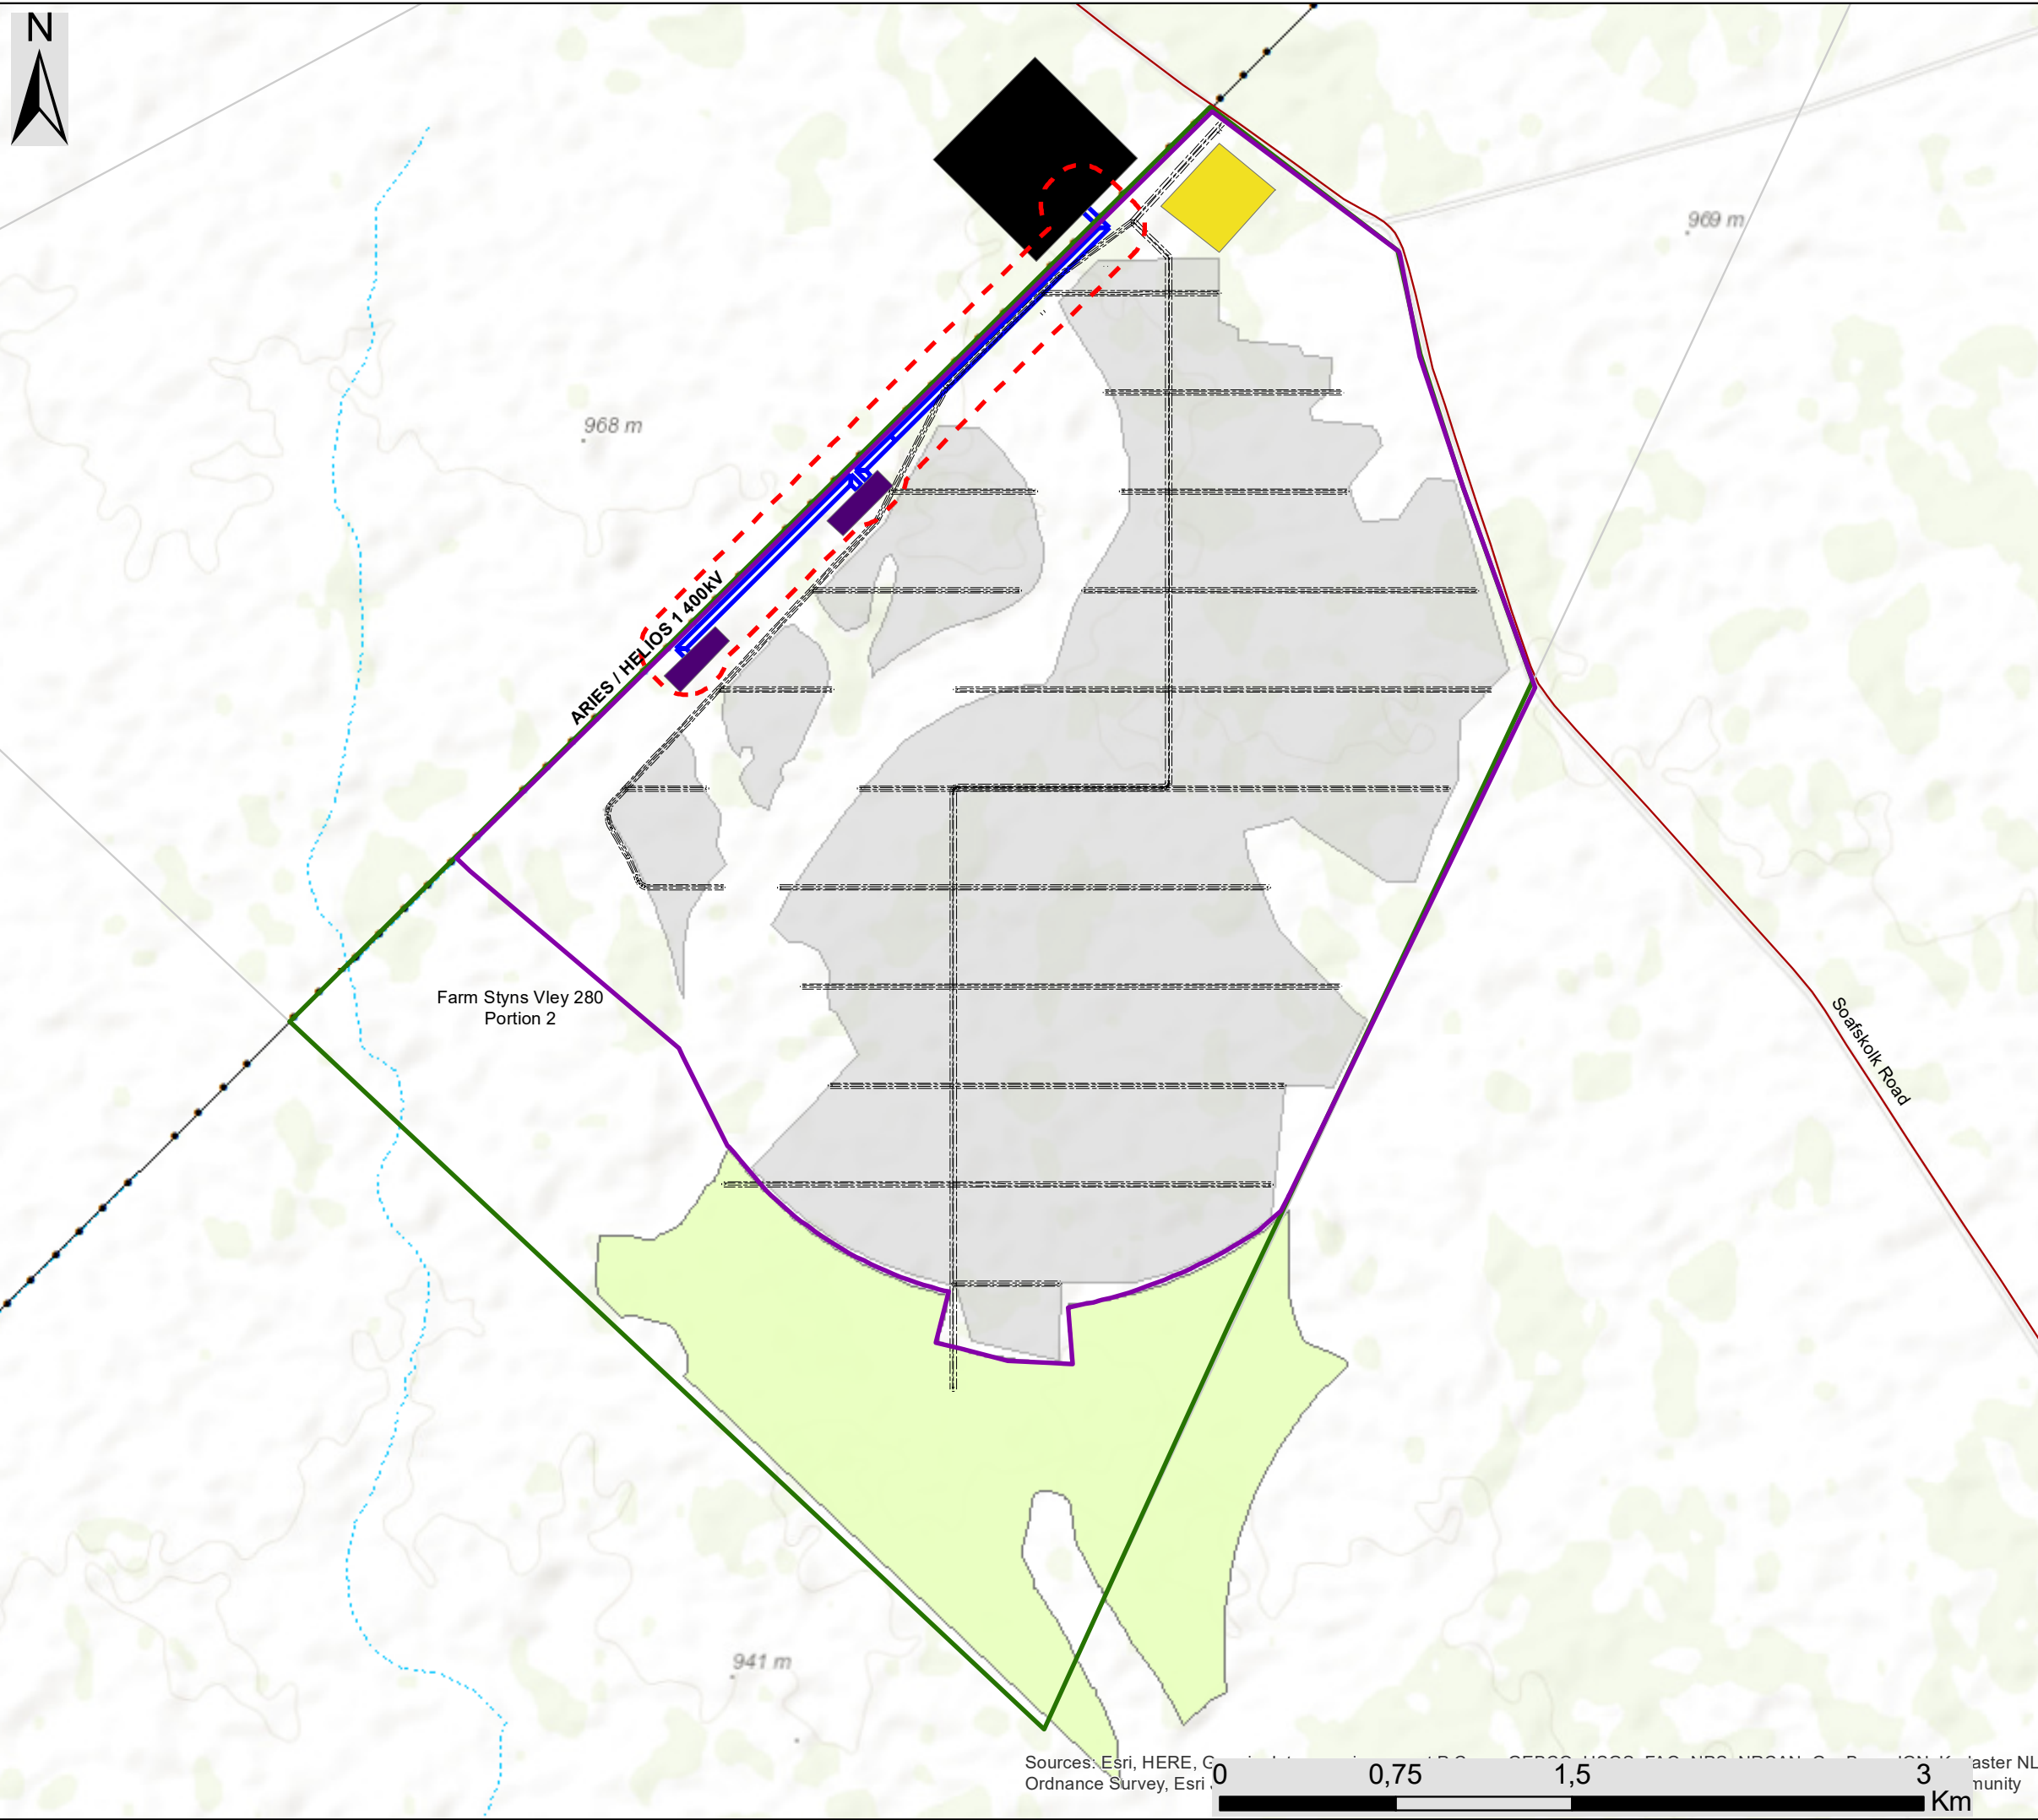 N
969 m
968 m
ARIES / HELIOS 1 400kV
Farm Styns Vley 280
Portion 2
Soafskolk Road
941 m
Sources: Esri, HERE,
Ordnance Survey, Esri
0 0,75 1,5 3
Km